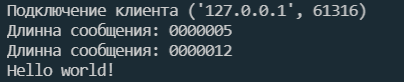 Подключение клиента ('127.0.0.1', 61316)
Длинна сообщения: 0000005
Длинна сообщения: 0000012
Hello world!